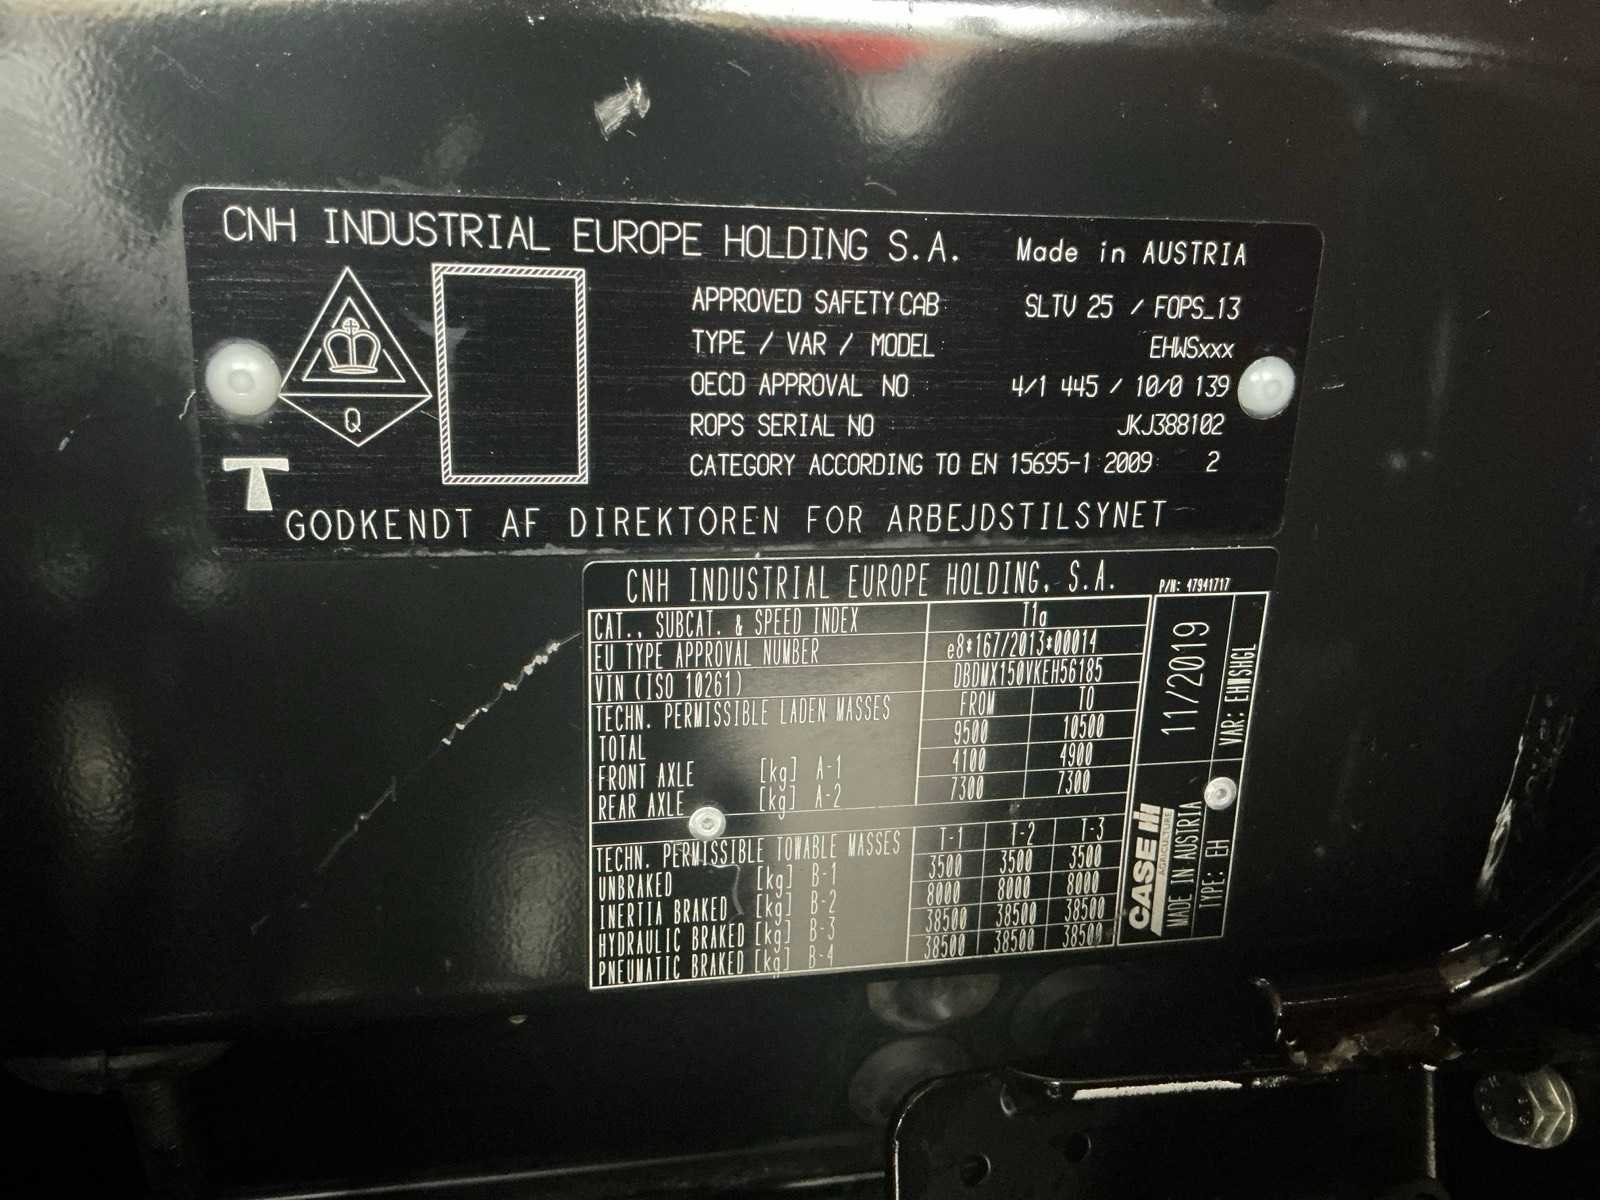 CNH INDUSTRIAL EUROPE HOLDING S.A. Made in AUSTRIA
APPROVED SAFETY CAB SLTV 25 / FOPS_13
TYPE / VAR / MODEL EHWSxxx
OECD APPROVAL NO 4/1 445 / 10/0 139
ROPS SERIAL NO JKJ388102
CATEGORY ACCORDING TO EN 15695-1 2009 2
Q
T
GODKENDT AF DIREKTOREN FOR ARBEJDSTILSYNET
CNH INDUSTRIAL EUROPE HOLDING, S.A. P/N: 47941717
CAT., SUBCAT. & SPEED INDEX T1a
EU TYPE APPROVAL NUMBER e8*167/2013*00014
VIN (ISO 10261) DBDMX150VKEH56185
TECHN. PERMISSIBLE LADEN MASSES FROM TO
TOTAL 9500 10500
FRONT AXLE [kg] A-1 4100 4900
REAR AXLE [kg] A-2 7300 7300
TECHN. PERMISSIBLE TOWABLE MASSES T-1 T-2 T-3
UNBRAKED [kg] B-1 3500 3500 3500
INERTIA BRAKED [kg] B-2 8000 8000 8000
HYDRAULIC BRAKED [kg] B-3 38500 38500 38500
PNEUMATIC BRAKED [kg] B-4 38500 38500 38500
11/2019
VAR: EHWSHGL
CASE IH
AGRICULTURE
MADE IN AUSTRIA
TYPE: EH